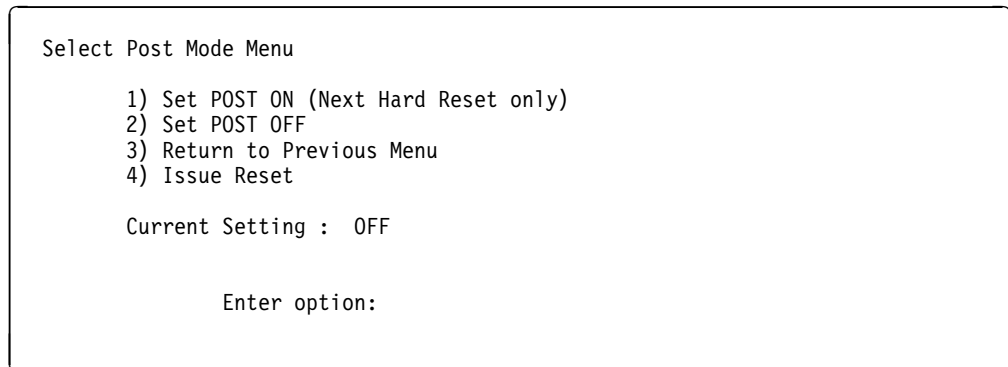 Select Post Mode Menu
1) Set POST ON (Next Hard Reset only)
2) Set POST OFF
3) Return to Previous Menu
4) Issue Reset
Current Setting :  OFF
Enter option: